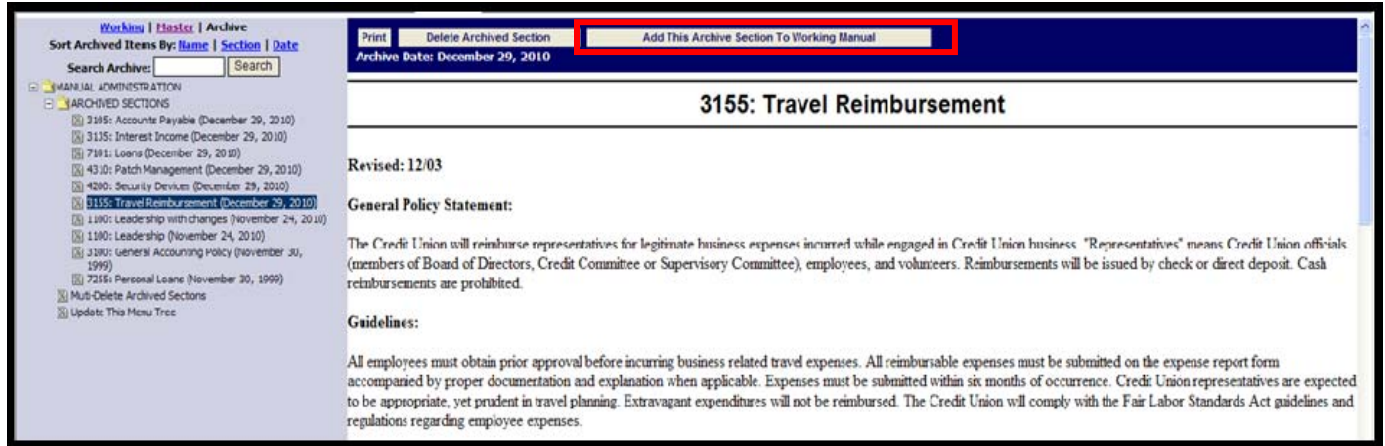 Working | Master | Archive
Sort Archved Items By: Name | Section | Date
Search Archive: Search
MANUAL ADMINISTRATION
ARCHIVED SECTIONS
3105: Accounts Payable (December 29, 2010)
3135: Interest Income (December 29, 2010)
7101: Loans (December 29, 2010)
4310: Patch Management (December 29, 2010)
4200: Security Devices (December 29, 2010)
3155: Travel Reimbursement (December 29, 2010)
1100: Leadership with changes (November 24, 2010)
1100: Leadership (November 24, 2010)
3100: General Accounting Policy (November 30,
1999)
7255: Personal Loans (November 30, 1999)
Muti-Delete Archived Sectons
Update This Menu Tree
Print Delete Archived Section Add This Archive Section To Working Manual
Archive Date: December 29, 2010
3155: Travel Reimbursement
Revised: 12/03
General Policy Statement:
The Credit Union will reimburse representatives for legitimate business expenses incurred while engaged in Credit Union business. "Representatives" means Credit Union officials
(members of Board of Directors, Credit Committee or Supervisory Committee), employees, and volunteers. Reimbursements will be issued by check or direct deposit. Cash
reimbursements are prohibited.
Guidelines:
All employees must obtain prior approval before incurring business related travel expenses. All reimbursable expenses must be submitted on the expense report form
accompanied by proper documentation and explanation when applicable. Expenses must be submitted within six months of occurrence. Credit Union representatives are expected
to be appropriate, yet prudent in travel planning. Extravagant expenditures will not be reimbursed. The Credit Union will comply with the Fair Labor Standards Act guidelines and
regulations regarding employee expenses.